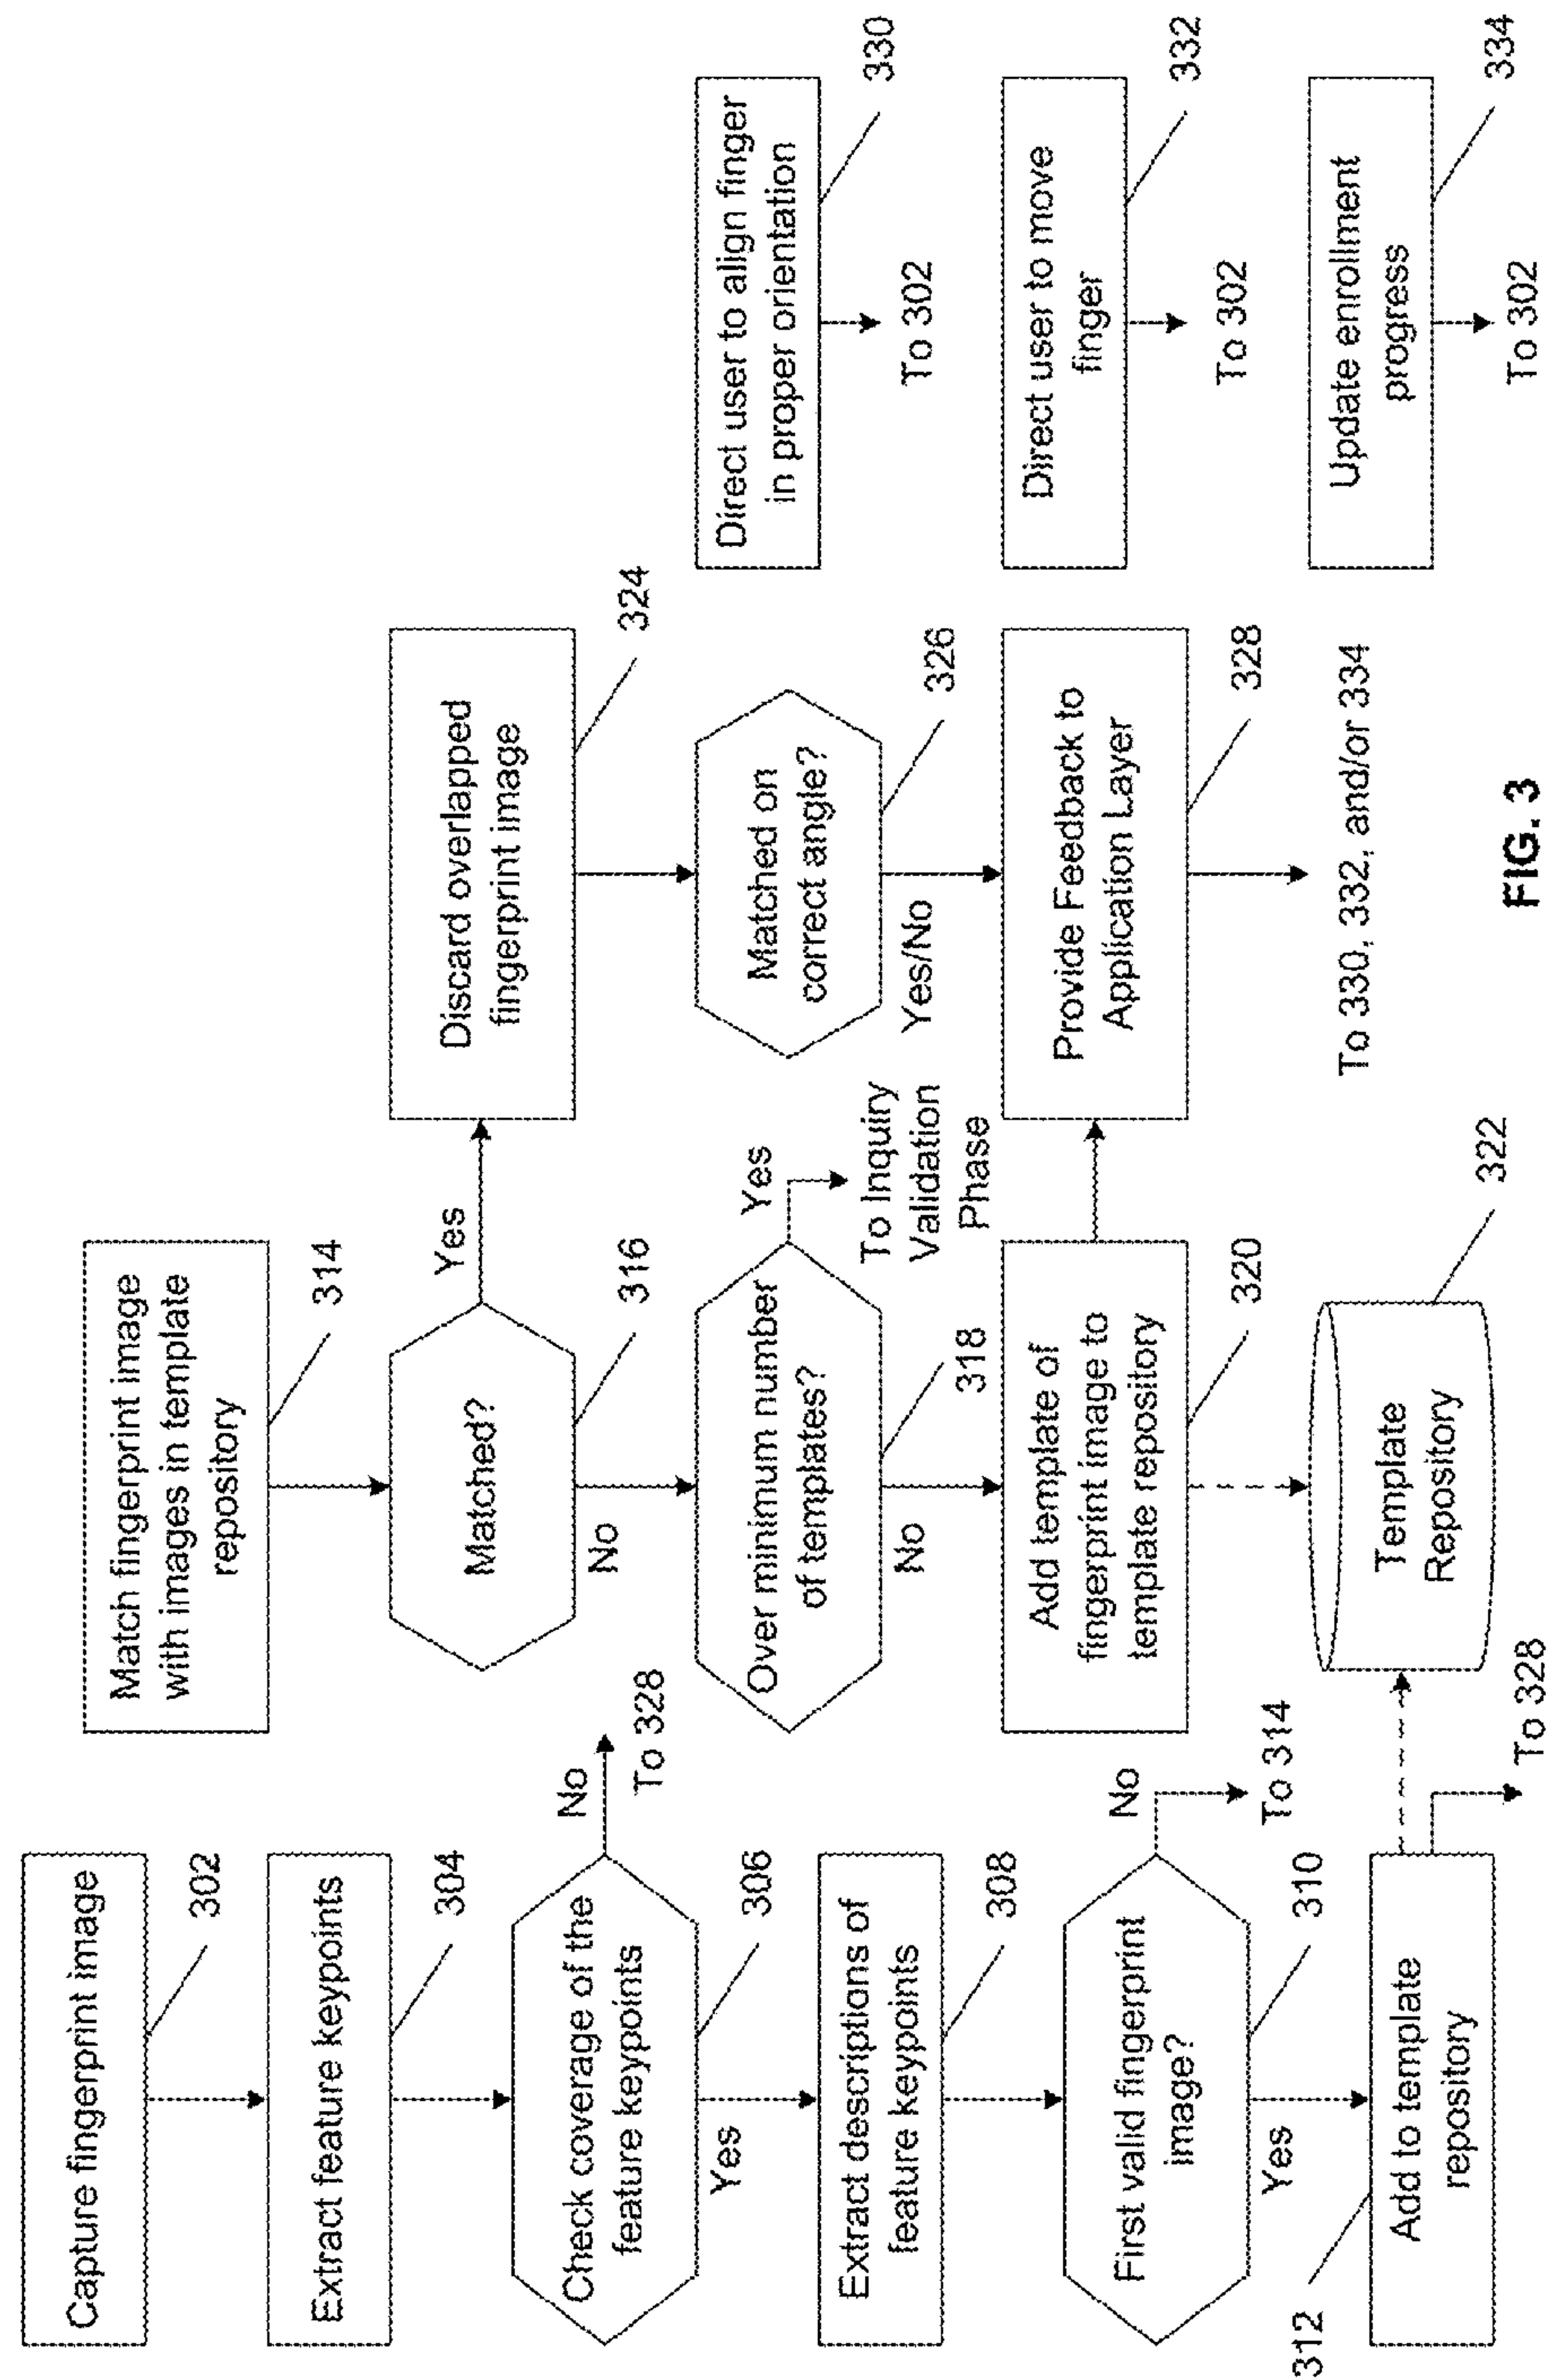 Capture fingerprint image
302
Extract feature keypoints
304
Check coverage of the
feature keypoints
306
No
To 328
Yes
Extract descriptions of
feature keypoints
308
First valid fingerprint
image?
310
No
To 314
Yes
312
Add to template
repository
To 328
Match fingerprint image
with images in template
repository
314
Matched?
316
Yes
No
Over minimum number
of templates?
318
Yes
To Inquiry
Validation
Phase
No
Add template of
fingerprint image to
template repository
320
Template
Repository
322
Discard overlapped
fingerprint image
324
Matched on
correct angle?
326
Yes/No
Provide Feedback to
Application Layer
328
To 330, 332, and/or 334
Direct user to align finger
in proper orientation
330
To 302
Direct user to move
finger
332
To 302
Update enrollment
progress
334
To 302
FIG. 3